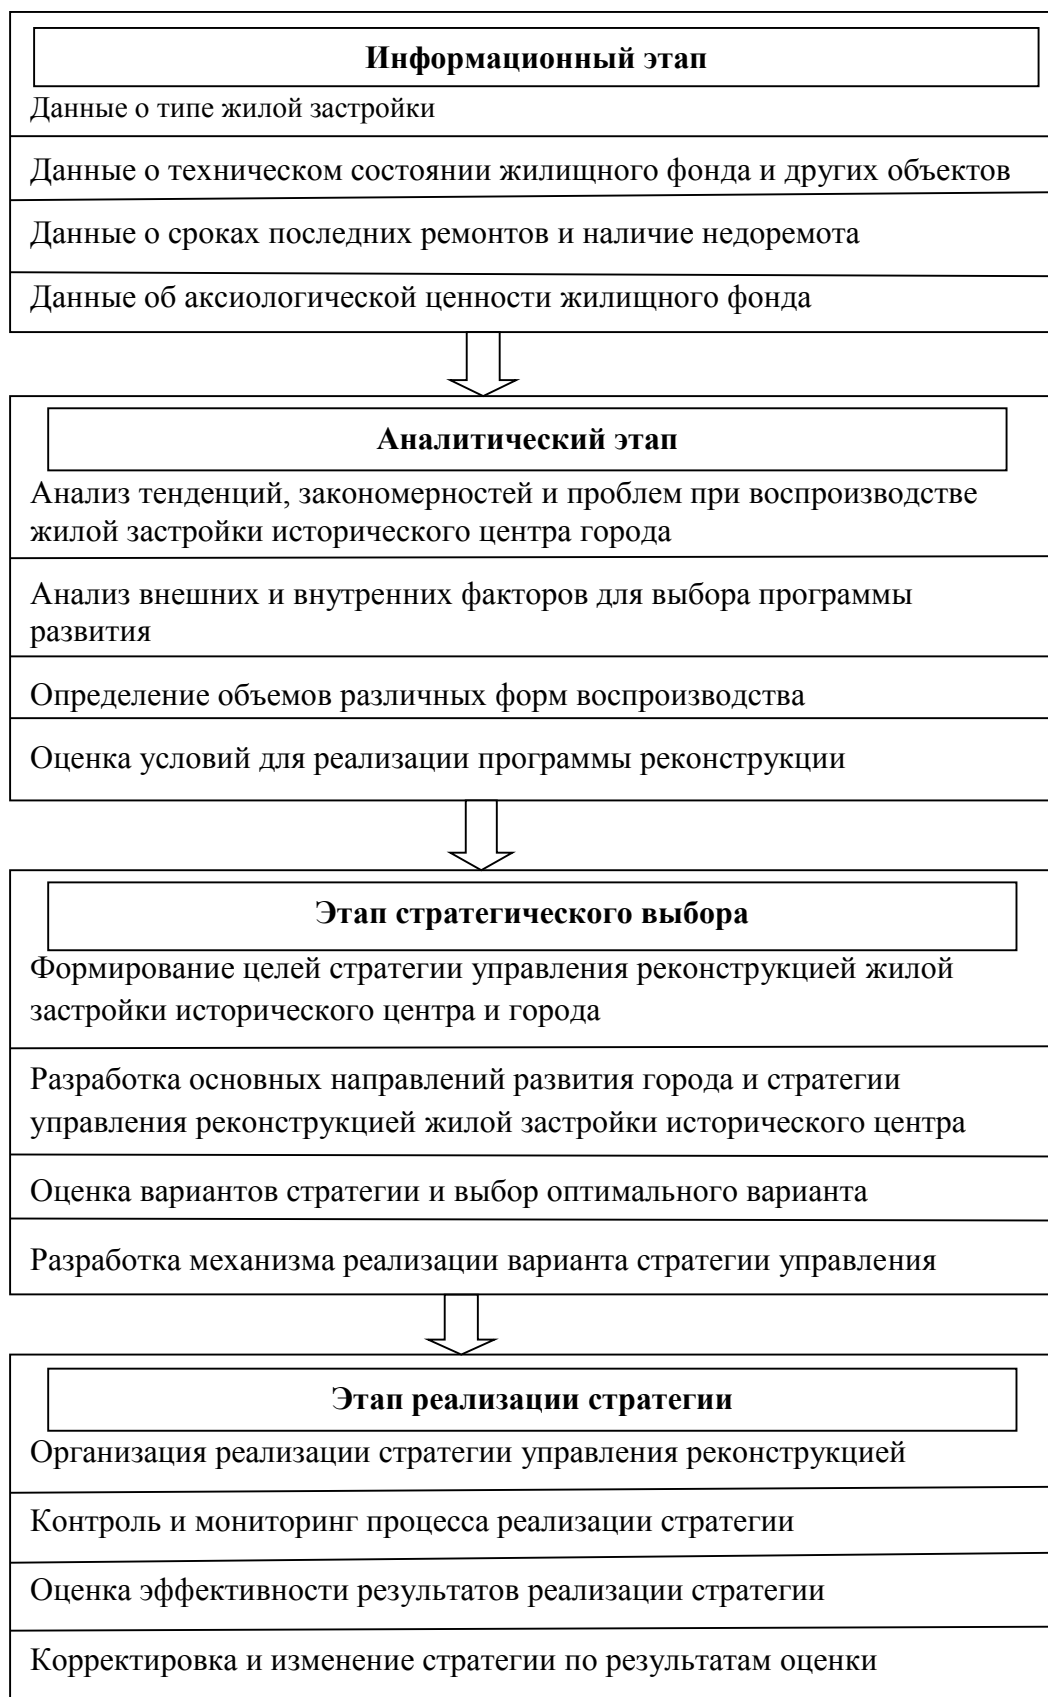 Информационный этап
Данные о типе жилой застройки
Данные о техническом состоянии жилищного фонда и других объектов
Данные о сроках последних ремонтов и наличие недоремота
Данные об аксиологической ценности жилищного фонда
Аналитический этап
Анализ тенденций, закономерностей и проблем при воспроизводстве
жилой застройки исторического центра города
Анализ внешних и внутренних факторов для выбора программы
развития
Определение объемов различных форм воспроизводства
Оценка условий для реализации программы реконструкции
Этап стратегического выбора
Формирование целей стратегии управления реконструкцией жилой
застройки исторического центра и города
Разработка основных направлений развития города и стратегии
управления реконструкцией жилой застройки исторического центра
Оценка вариантов стратегии и выбор оптимального варианта
Разработка механизма реализации варианта стратегии управления
Этап реализации стратегии
Организация реализации стратегии управления реконструкцией
Контроль и мониторинг процесса реализации стратегии
Оценка эффективности результатов реализации стратегии
Корректировка и изменение стратегии по результатам оценки